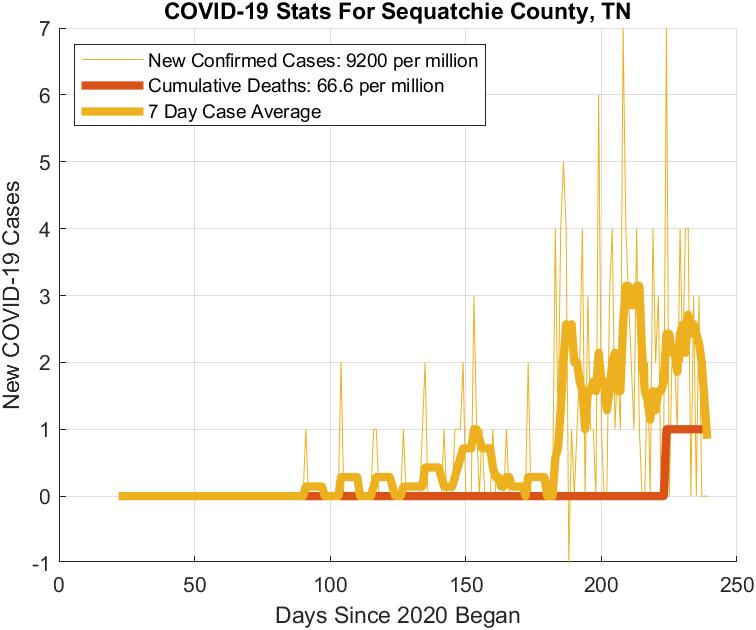 COVID-19 Stats For Sequatchie County, TN
New Confirmed Cases: 9200 per million
Cumulative Deaths: 66.6 per million
7 Day Case Average
New COVID-19 Cases
7
6
5
4
3
2
1
0
-1
0 50 100 150 200 250
Days Since 2020 Began